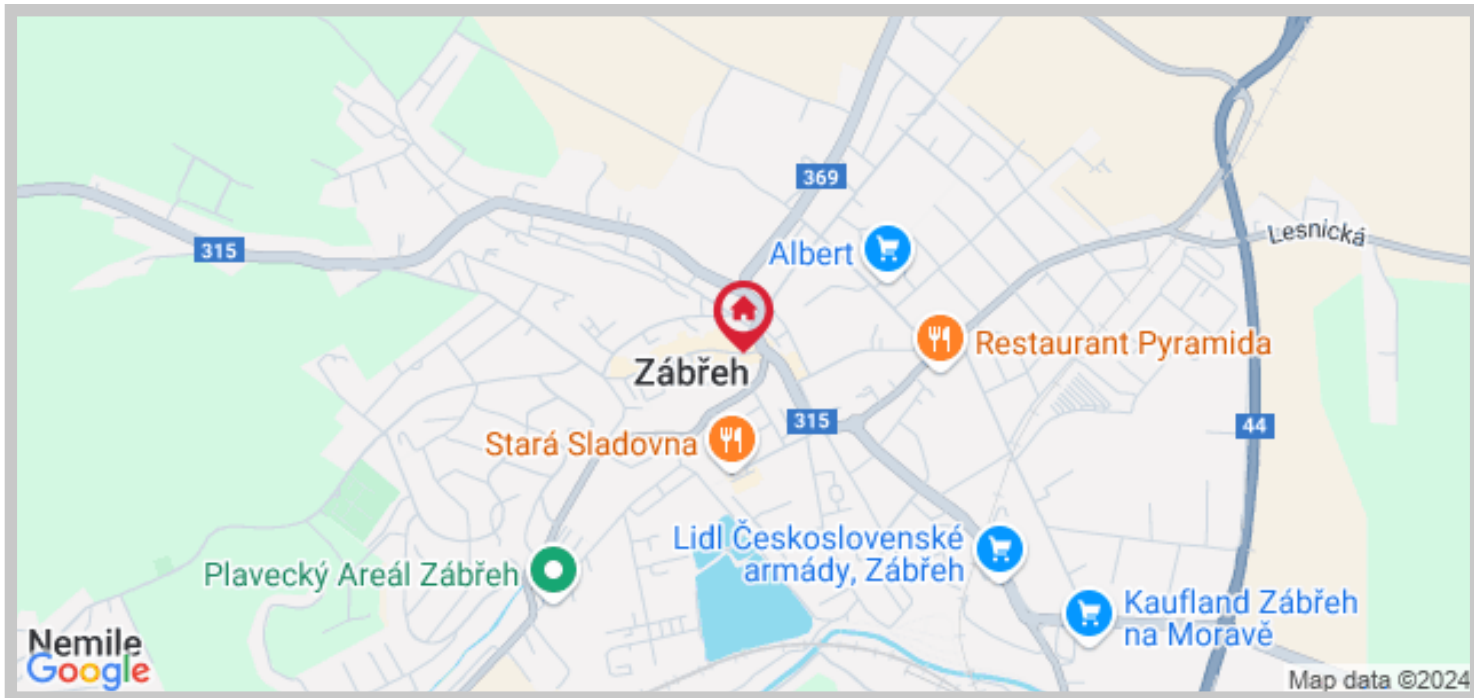 369
315
Lesnická
Albert
Restaurant Pyramida
Zábřeh
315
44
Stará Sladovna
Lidl Československé
armády, Zábřeh
Plavecký Areál Zábřeh
Kaufland Zábřeh
na Moravě
Nemile
Google
Map data ©2024